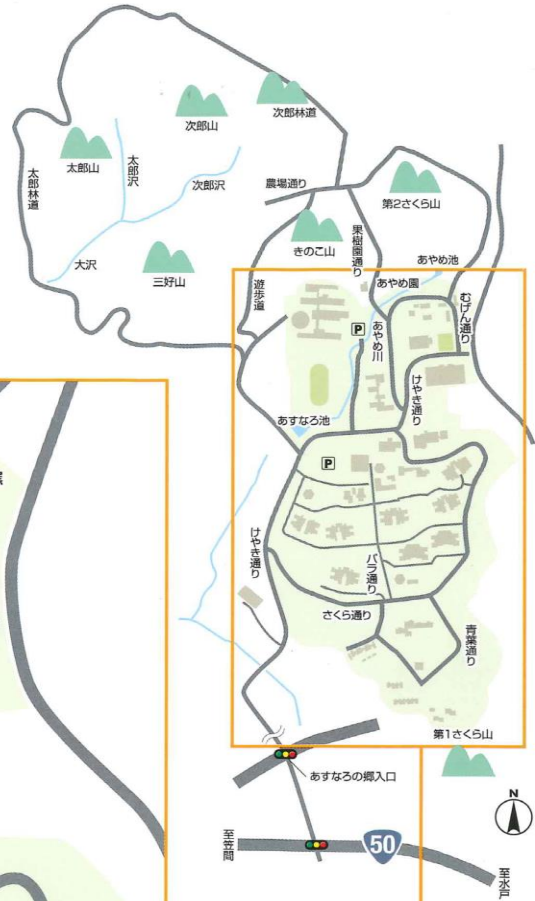 次郎林道
次郎山
太郎山
太郎沢
太郎林道
次郎沢
農場通り
第2さくら山
きのこ山
果樹園通り
あやめ池
大沢
三好山
遊歩道
あやめ園
むげん通り
P
あやめ川
けやき通り
あすなろ池
P
けやき通り
バラ通り
さくら通り
青葉通り
第1さくら山
あすなろの郷入口
N
至笠間
50
至水戸